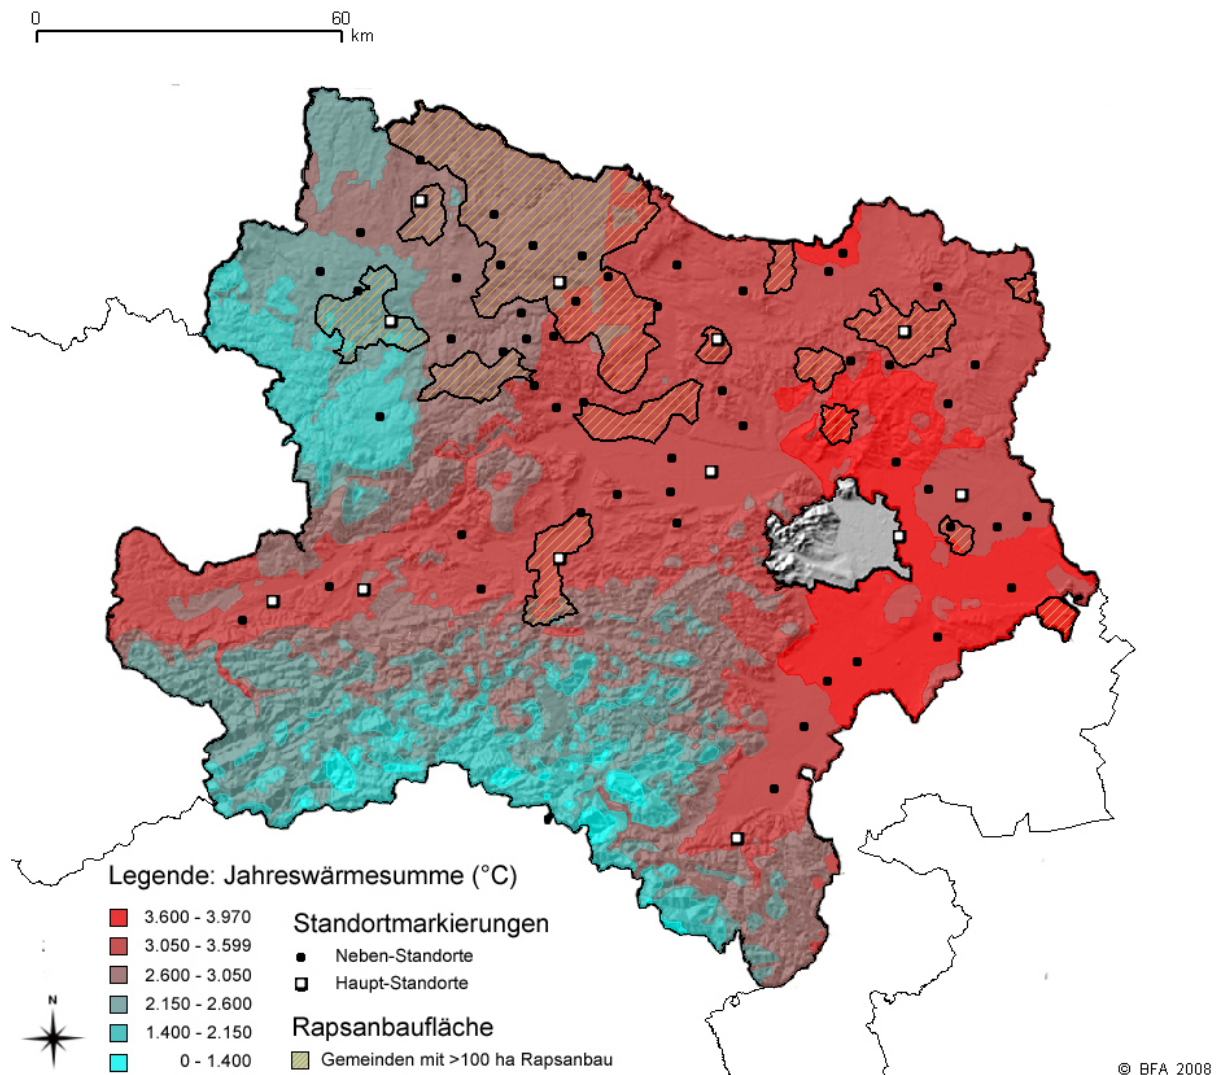 0 60
km
Legende: Jahreswärmesumme (°C)
3.600 - 3.970
3.050 - 3.599
2.600 - 3.050
2.150 - 2.600
1.400 - 2.150
0 - 1.400
Standortmarkierungen
Neben-Standorte
Haupt-Standorte
Rapsanbaufläche
Gemeinden mit >100 ha Rapsanbau
N
© BFA 2008